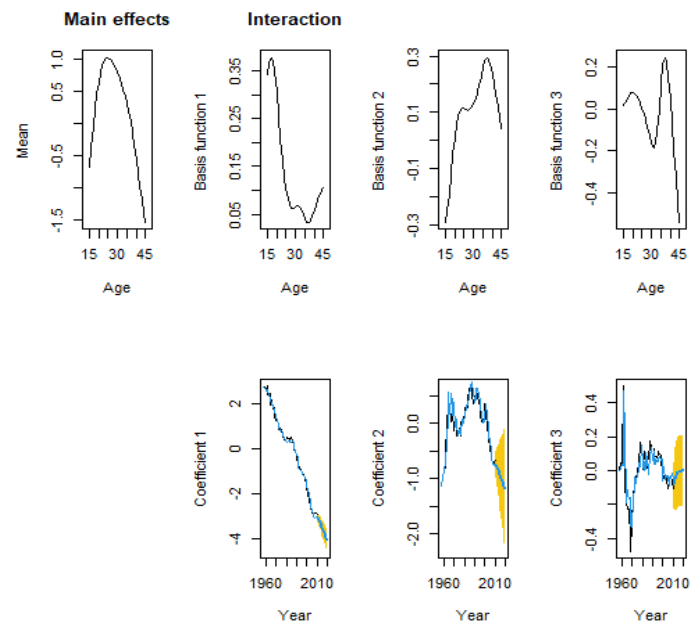 Main effects Interaction
Mean
1.0
0.5
-0.5
-1.5
15 30 45
Age
Basis function 1
0.35
0.25
0.15
0.05
15 30 45
Age
Basis function 2
0.3
0.1
-0.1
-0.3
15 30 45
Age
Basis function 3
0.2
0.0
-0.2
-0.4
15 30 45
Age
Coefficient 1
2
0
-2
-4
1960 2010
Year
Coefficient 2
0.0
-1.0
-2.0
1960 2010
Year
Coefficient 3
0.4
0.2
0.0
-0.4
1960 2010
Year